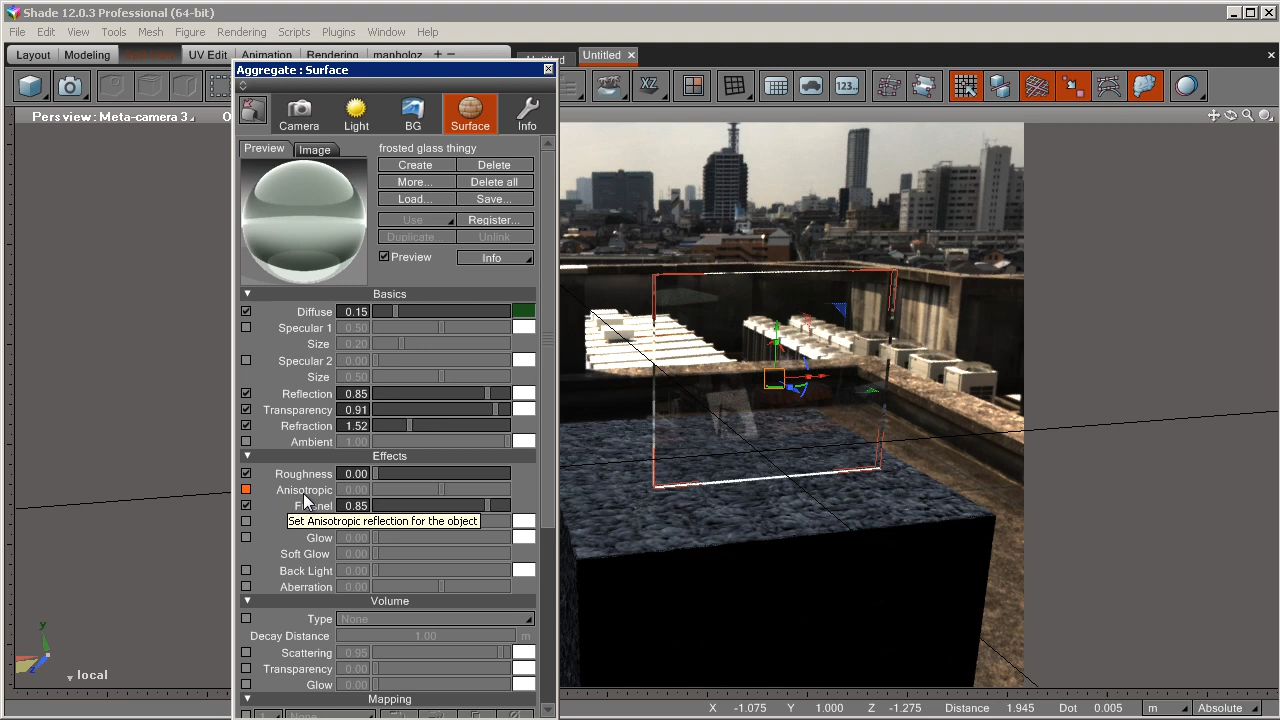 Shade 12.0.3 Professional (64-bit)
File Edit View Tools Mesh Figure Rendering Scripts Plugins Window Help
Layout Modeling UV Edit Animation Rendering manholoz + − Untitled
Aggregate : Surface
XZ 123...
Pers view: Meta-camera 3
Camera Light BG Surface Info
Preview Image frosted glass thingy
Create Delete
More... Delete all
Load... Save...
Use Register...
Duplicate... Unlink
Preview Info
Basics
Diffuse 0.15
Specular 1 0.50
Size 0.20
Specular 2 0.00
Size 0.50
Reflection 0.85
Transparency 0.91
Refraction 1.52
Ambient 1.00
Effects
Roughness 0.00
Anisotropic 0.00
Fresnel 0.85
Set Anisotropic reflection for the object
Glow 0.00
Soft Glow 0.00
Back Light 0.00
Aberration 0.00
Volume
Type None
Decay Distance 1.00 m
Scattering 0.95
Transparency 0.00
Glow 0.00
Mapping
y
local
X -1.075 Y 1.000 Z -1.275 Distance 1.945 Dot 0.005 m Absolute